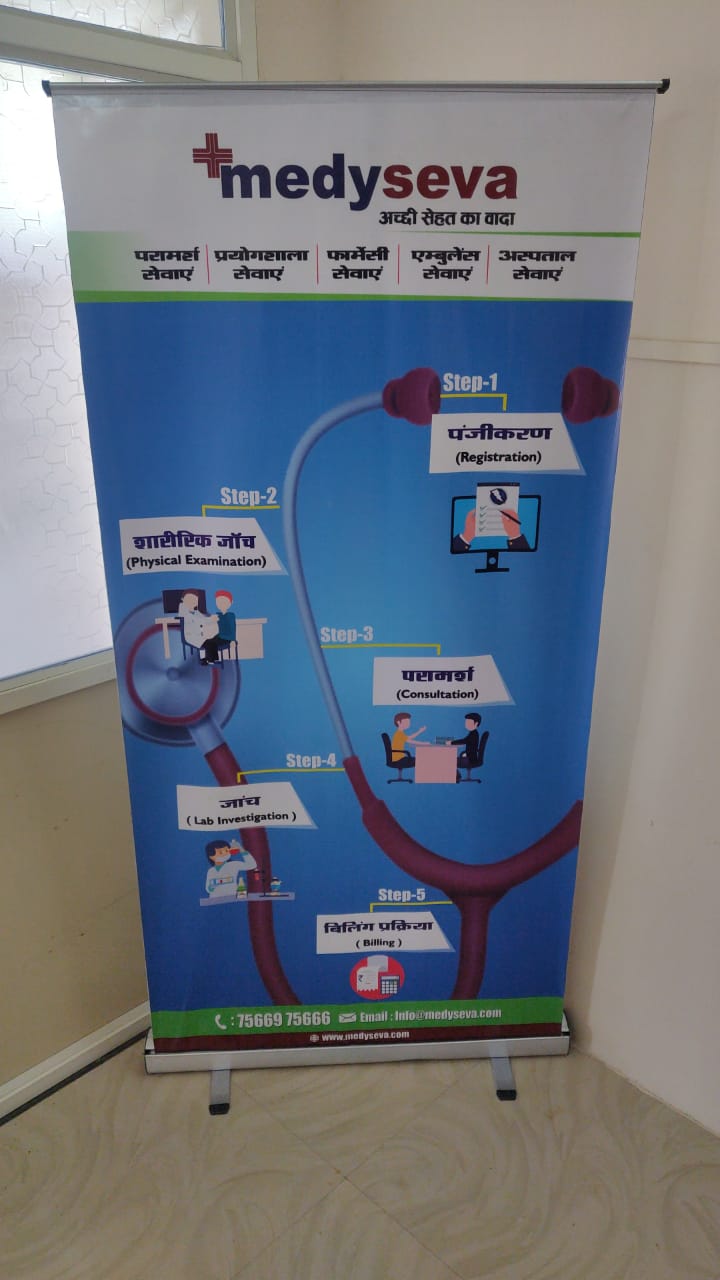 medyseva
अच्छी सेहत का वादा
परामर्श सेवाएं
प्रयोगशाला सेवाएं
फार्मेसी सेवाएं
एम्बुलेंस सेवाएं
अस्पताल सेवाएं
Step-1
पंजीकरण
(Registration)
Step-2
शारीरिक जाँच
(Physical Examination)
Step-3
परामर्श
(Consultation)
Step-4
जांच
( Lab Investigation )
Step-5
बिलिंग प्रक्रिया
( Billing )
: 75669 75666 Email : Info@medyseva.com
www.medyseva.com